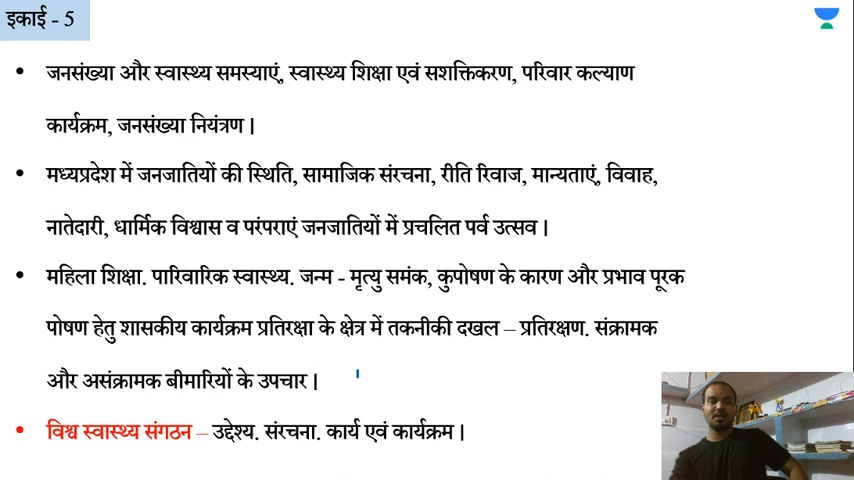 इकाई - 5
• जनसंख्या और स्वास्थ्य समस्याएं, स्वास्थ्य शिक्षा एवं सशक्तिकरण, परिवार कल्याण
कार्यक्रम, जनसंख्या नियंत्रण |
• मध्यप्रदेश में जनजातियों की स्थिति, सामाजिक संरचना, रीति रिवाज, मान्यताएं, विवाह,
नातेदारी, धार्मिक विश्वास व परंपराएं जनजातियों में प्रचलित पर्व उत्सव |
• महिला शिक्षा. पारिवारिक स्वास्थ्य. जन्म - मृत्यु समंक, कुपोषण के कारण और प्रभाव पूरक
पोषण हेतु शासकीय कार्यक्रम प्रतिरक्षा के क्षेत्र में तकनीकी दखल – प्रतिरक्षण. संक्रामक
और असंक्रामक बीमारियों के उपचार |
• विश्व स्वास्थ्य संगठन – उद्देश्य. संरचना. कार्य एवं कार्यक्रम |